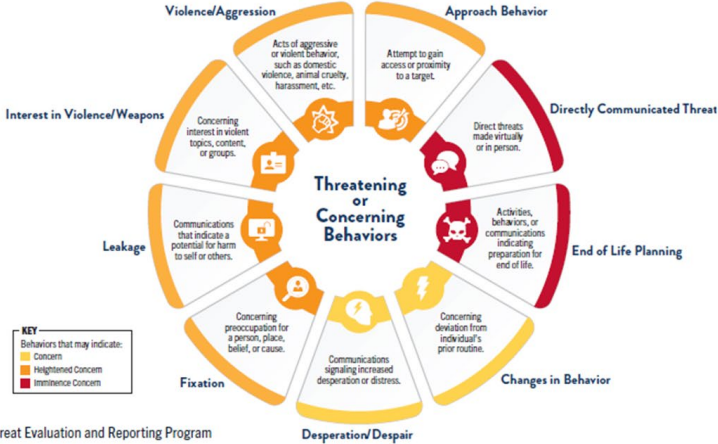 Violence/Aggression
Acts of aggressive
or violent behavior,
such as domestic
violence, animal cruelty,
harassment, etc.
Approach Behavior
Attempt to gain
access or proximity
to a target.
Directly Communicated Threat
Direct threats
made virtually
or in person.
End of Life Planning
Activities,
behaviors, or
communications
indicating
preparation for
end of life.
Changes in Behavior
Concerning
deviation from
individual's
prior routine.
Desperation/Despair
Communications
signaling increased
desperation or distress.
Fixation
Concerning
preoccupation for
a person, place,
belief, or cause.
Leakage
Communications
that indicate a
potential for harm
to self or others.
Interest in Violence/Weapons
Concerning
interest in violent
topics, content,
or groups.
Threatening
or
Concerning
Behaviors
KEY
Behaviors that may indicate:
Concern
Heightened Concern
Imminence Concern
reat Evaluation and Reporting Program